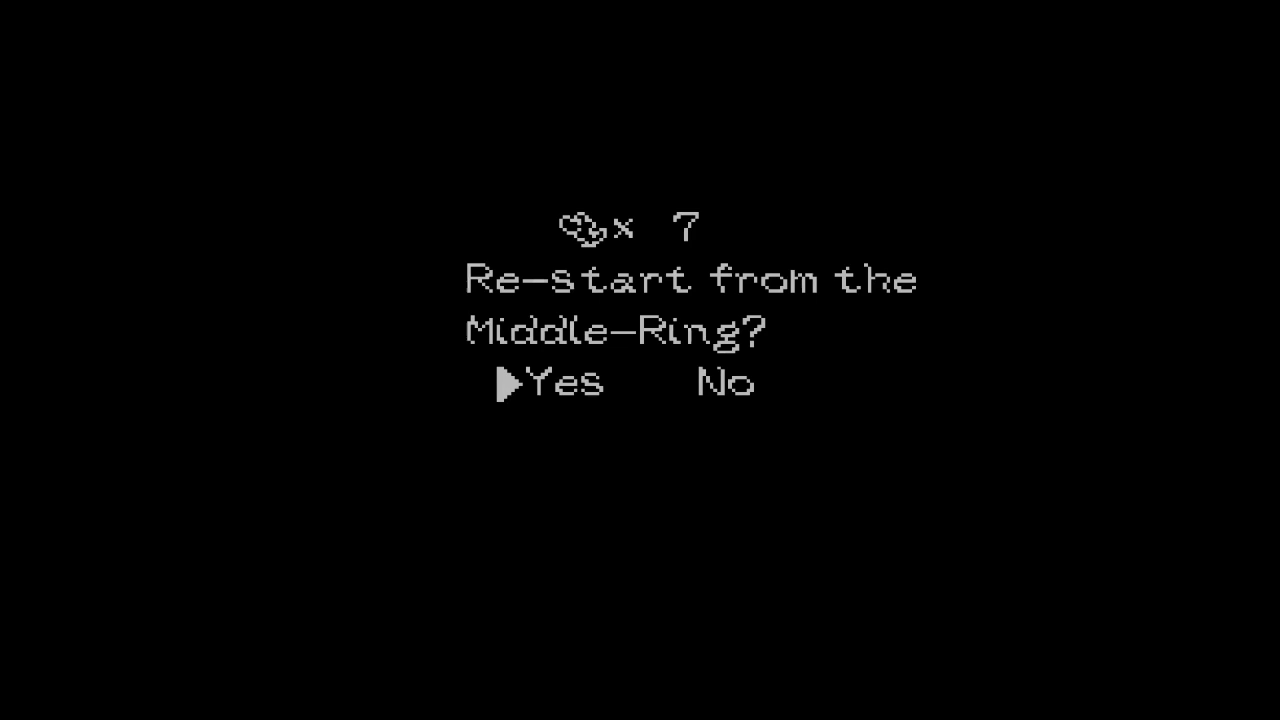 x 7
Re-start from the
Middle-Ring?
Yes No